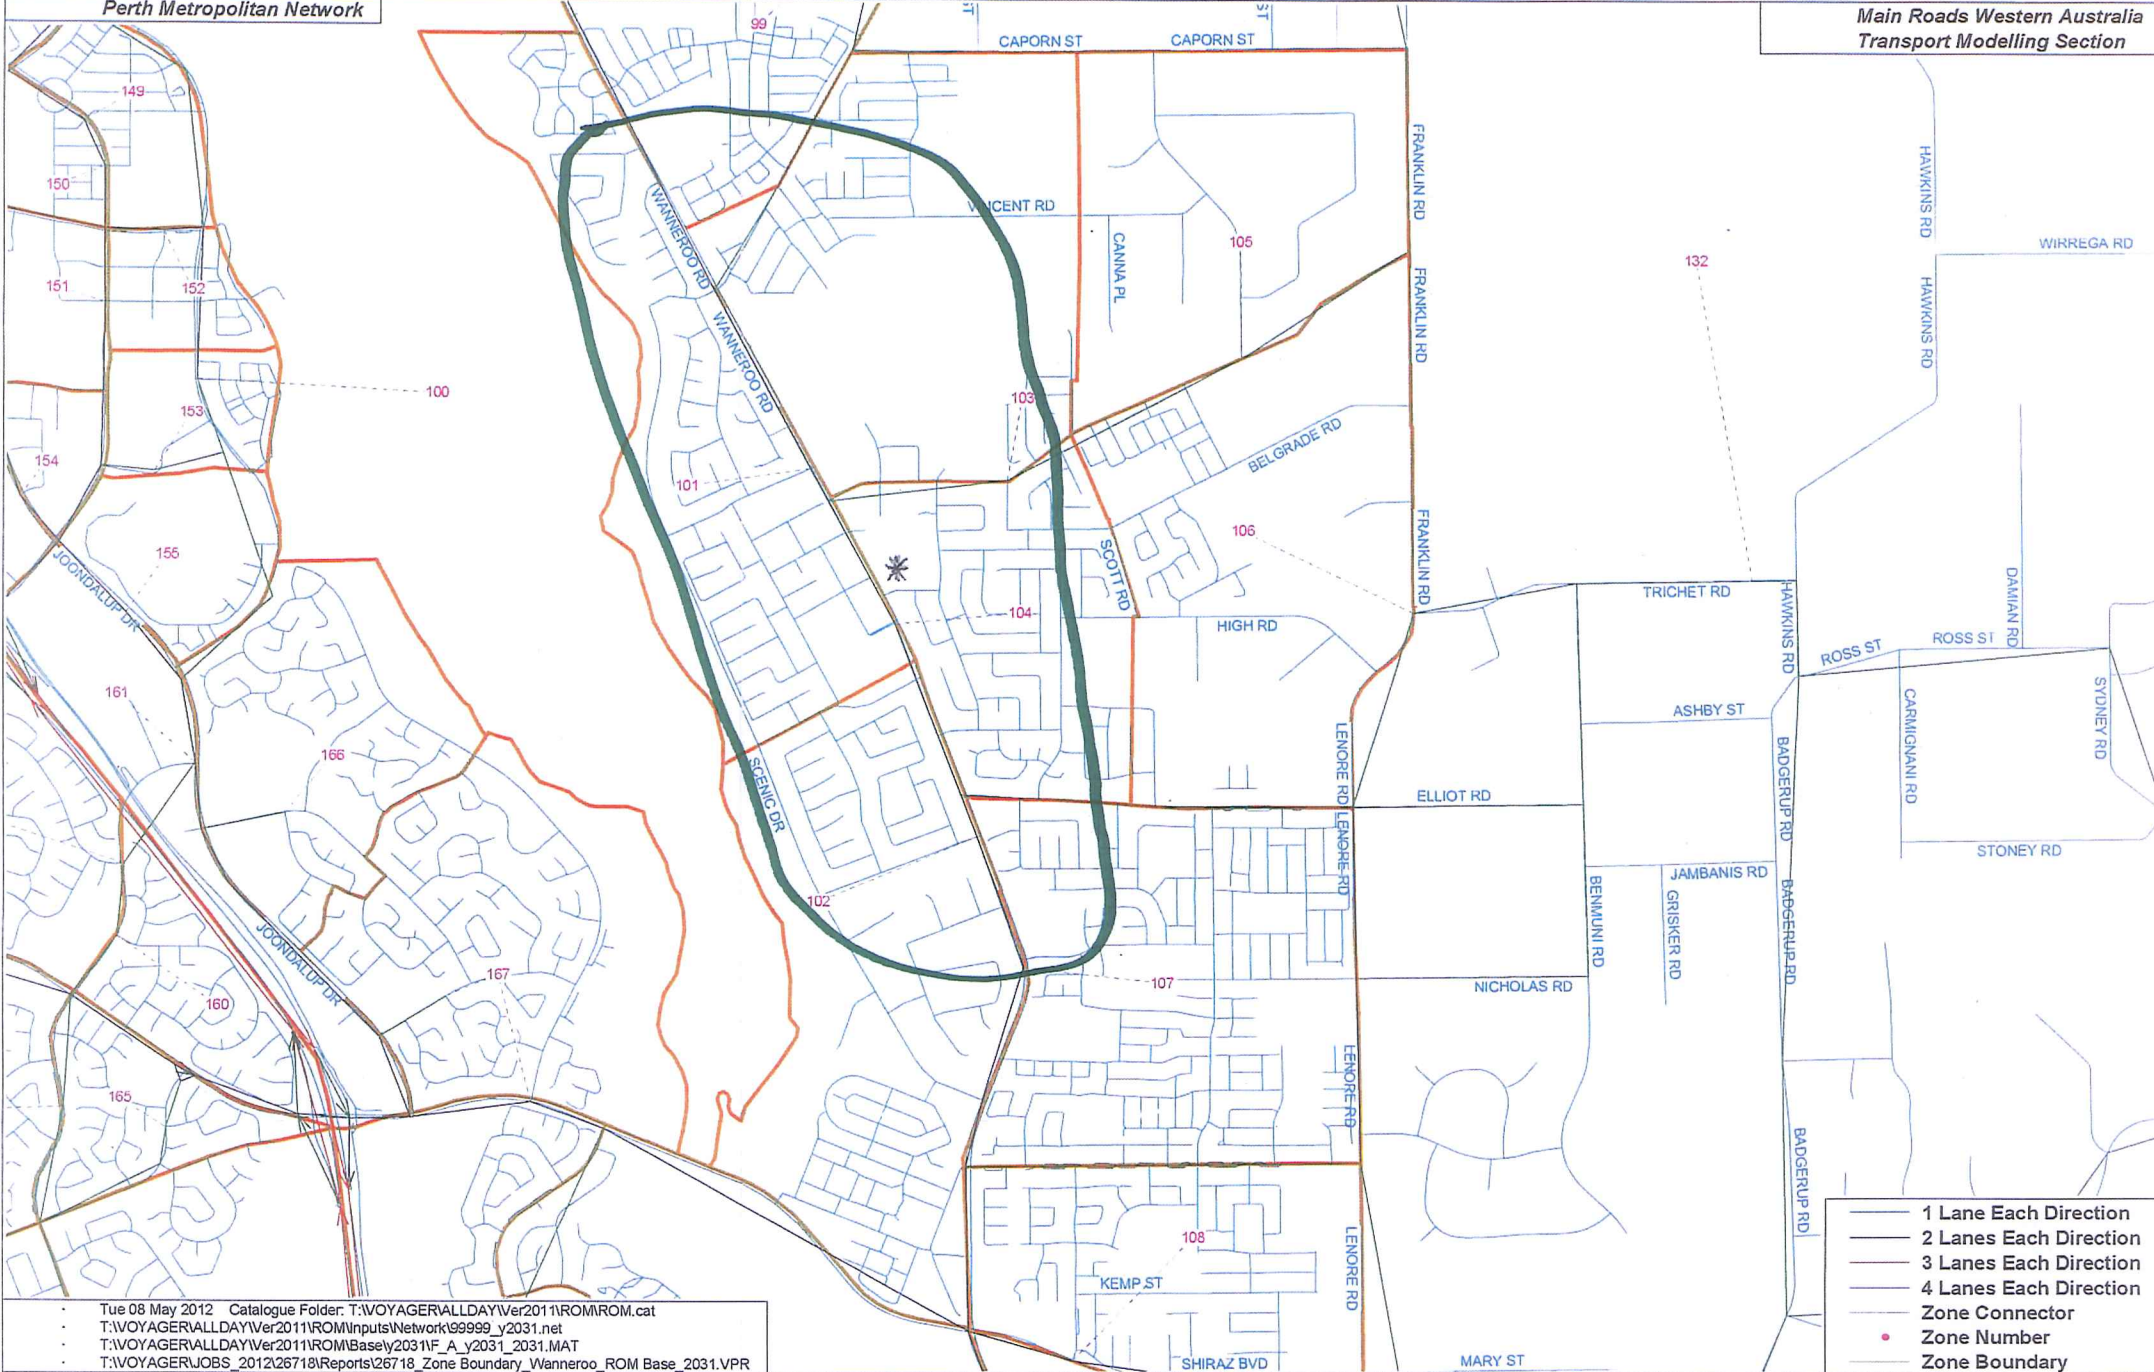 Perth Metropolitan Network
Main Roads Western Australia
Transport Modelling Section
99
ST
ST
CAPORN ST
CAPORN ST
149
150
151
152
153
154
155
100
WANNEROO RD
WANNEROO RD
VINCENT RD
CANNA PL
105
FRANKLIN RD
FRANKLIN RD
FRANKLIN RD
132
HAWKINS RD
HAWKINS RD
WIRREGA RD
103
101
BELGRADE RD
106
SCOTT RD
104
HIGH RD
TRICHET RD
HAWKINS RD
DAMIAN RD
ROSS ST
ROSS ST
SYDNEY RD
CARMIGNANI RD
ASHBY ST
BADGERUP RD
JOONDALUP DR
161
166
SCENIC DR
LENORE RD
ELLIOT RD
LENORE RD
STONEY RD
JAMBANIS RD
BENMUNI RD
GRISKER RD
BADGERUP RD
102
JOONDALUP DR
167
107
NICHOLAS RD
160
165
LENORE RD
BADGERUP RD
108
KEMP ST
LENORE RD
SHIRAZ BVD
MARY ST
1 Lane Each Direction
2 Lanes Each Direction
3 Lanes Each Direction
4 Lanes Each Direction
Zone Connector
Zone Number
Zone Boundary
Tue 08 May 2012 Catalogue Folder: T:\VOYAGER\ALLDAY\Ver2011\ROM\ROM.cat
T:\VOYAGER\ALLDAY\Ver2011\ROM\Inputs\Network\99999_y2031.net
T:\VOYAGER\ALLDAY\Ver2011\ROM\Base\y2031\F_A_y2031_2031.MAT
T:\VOYAGER\JOBS_2012\26718\Reports\26718_Zone Boundary_Wanneroo_ROM Base_2031.VPR